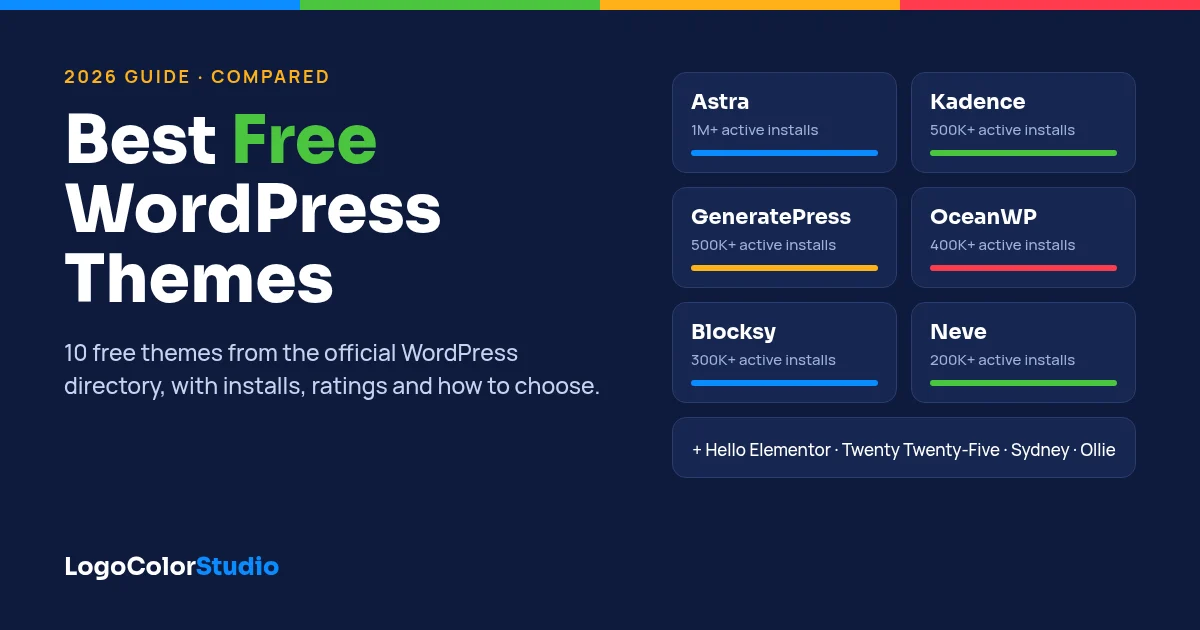 2026 GUIDE · COMPARED
Best Free
WordPress
Themes
10 free themes from the official WordPress
directory, with installs, ratings and how to choose.
Astra
1M+ active installs
Kadence
500K+ active installs
GeneratePress
500K+ active installs
OceanWP
400K+ active installs
Blocksy
300K+ active installs
Neve
200K+ active installs
+ Hello Elementor · Twenty Twenty-Five · Sydney · Ollie
LogoColorStudio